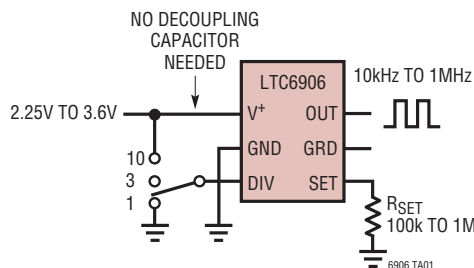 NO DECOUPLING
CAPACITOR
NEEDED
LTC6906
10kHz TO 1MHz
2.25V TO 3.6V
V+
OUT
GND
GRD
10
3
1
DIV
SET
RSET
100k TO 1M
6906 TA01